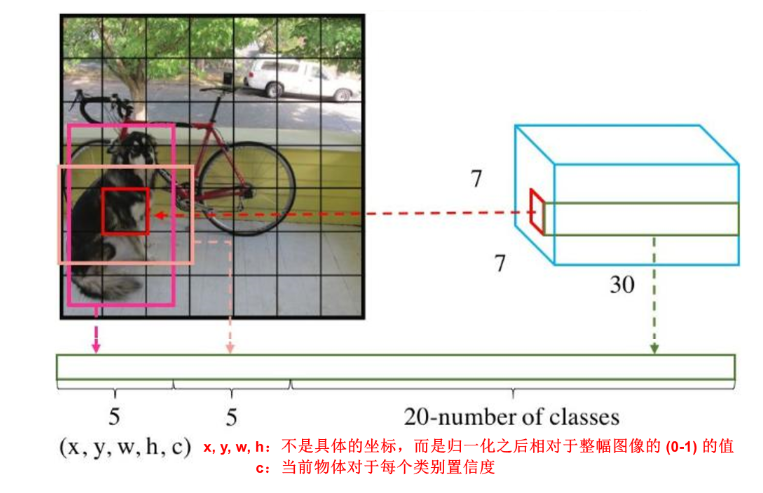 7
7
30
5
5
20-number of classes
(x, y, w, h, c)
x, y, w, h：不是具体的坐标，而是归一化之后相对于整幅图像的 (0-1) 的值
c：当前物体对于每个类别置信度